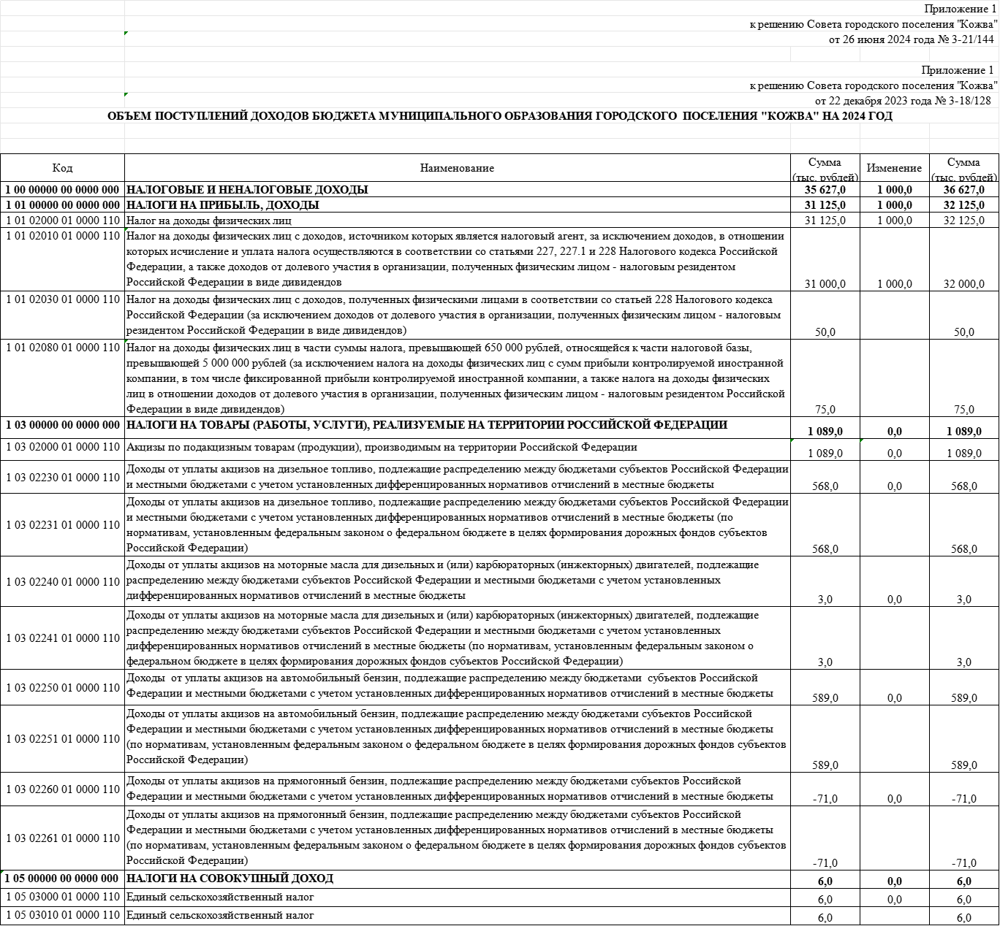 Приложение 1
к решению Совета городского поселения "Кожва"
от 26 июня 2024 года № 3-21/144
Приложение 1
к решению Совета городского поселения "Кожва"
от 22 декабря 2023 года № 3-18/128
ОБЪЕМ ПОСТУПЛЕНИЙ ДОХОДОВ БЮДЖЕТА МУНИЦИПАЛЬНОГО ОБРАЗОВАНИЯ ГОРОДСКОГО ПОСЕЛЕНИЯ "КОЖВА" НА 2024 ГОД
Код Наименование Сумма (тыс. рублей) Изменение Сумма (тыс. рублей)
1 00 00000 00 0000 000 НАЛОГОВЫЕ И НЕНАЛОГОВЫЕ ДОХОДЫ 35 627,0 1 000,0 36 627,0
1 01 00000 00 0000 000 НАЛОГИ НА ПРИБЫЛЬ, ДОХОДЫ 31 125,0 1 000,0 32 125,0
1 01 02000 01 0000 110 Налог на доходы физических лиц 31 125,0 1 000,0 32 125,0
1 01 02010 01 0000 110 Налог на доходы физических лиц с доходов, источником которых является налоговый агент, за исключением доходов, в отношении
которых исчисление и уплата налога осуществляются в соответствии со статьями 227, 227.1 и 228 Налогового кодекса Российской
Федерации, а также доходов от долевого участия в организации, полученных физическим лицом - налоговым резидентом
Российской Федерации в виде дивидендов 31 000,0 1 000,0 32 000,0
1 01 02030 01 0000 110 Налог на доходы физических лиц с доходов, полученных физическими лицами в соответствии со статьей 228 Налогового кодекса
Российской Федерации (за исключением доходов от долевого участия в организации, полученных физическим лицом - налоговым
резидентом Российской Федерации в виде дивидендов) 50,0 50,0
1 01 02080 01 0000 110 Налог на доходы физических лиц в части суммы налога, превышающей 650 000 рублей, относящейся к части налоговой базы,
превышающей 5 000 000 рублей (за исключением налога на доходы физических лиц с сумм прибыли контролируемой иностранной
компании, в том числе фиксированной прибыли контролируемой иностранной компании, а также налога на доходы физических
лиц в отношении доходов от долевого участия в организации, полученных физическим лицом - налоговым резидентом Российской
Федерации в виде дивидендов) 75,0 75,0
1 03 00000 00 0000 000 НАЛОГИ НА ТОВАРЫ (РАБОТЫ, УСЛУГИ), РЕАЛИЗУЕМЫЕ НА ТЕРРИТОРИИ РОССИЙСКОЙ ФЕДЕРАЦИИ 1 089,0 0,0 1 089,0
1 03 02000 01 0000 110 Акцизы по подакцизным товарам (продукции), производимым на территории Российской Федерации 1 089,0 0,0 1 089,0
1 03 02230 01 0000 110 Доходы от уплаты акцизов на дизельное топливо, подлежащие распределению между бюджетами субъектов Российской Федерации
и местными бюджетами с учетом установленных дифференцированных нормативов отчислений в местные бюджеты 568,0 0,0 568,0
1 03 02231 01 0000 110 Доходы от уплаты акцизов на дизельное топливо, подлежащие распределению между бюджетами субъектов Российской Федерации
и местными бюджетами с учетом установленных дифференцированных нормативов отчислений в местные бюджеты (по
нормативам, установленным федеральным законом о федеральном бюджете в целях формирования дорожных фондов субъектов
Российской Федерации) 568,0 568,0
1 03 02240 01 0000 110 Доходы от уплаты акцизов на моторные масла для дизельных и (или) карбюраторных (инжекторных) двигателей, подлежащие
распределению между бюджетами субъектов Российской Федерации и местными бюджетами с учетом установленных
дифференцированных нормативов отчислений в местные бюджеты 3,0 0,0 3,0
1 03 02241 01 0000 110 Доходы от уплаты акцизов на моторные масла для дизельных и (или) карбюраторных (инжекторных) двигателей, подлежащие
распределению между бюджетами субъектов Российской Федерации и местными бюджетами с учетом установленных
дифференцированных нормативов отчислений в местные бюджеты (по нормативам, установленным федеральным законом о
федеральном бюджете в целях формирования дорожных фондов субъектов Российской Федерации) 3,0 3,0
1 03 02250 01 0000 110 Доходы от уплаты акцизов на автомобильный бензин, подлежащие распределению между бюджетами субъектов Российской
Федерации и местными бюджетами с учетом установленных дифференцированных нормативов отчислений в местные бюджеты 589,0 0,0 589,0
1 03 02251 01 0000 110 Доходы от уплаты акцизов на автомобильный бензин, подлежащие распределению между бюджетами субъектов Российской
Федерации и местными бюджетами с учетом установленных дифференцированных нормативов отчислений в местные бюджеты
(по нормативам, установленным федеральным законом о федеральном бюджете в целях формирования дорожных фондов субъектов
Российской Федерации) 589,0 589,0
1 03 02260 01 0000 110 Доходы от уплаты акцизов на прямогонный бензин, подлежащие распределению между бюджетами субъектов Российской
Федерации и местными бюджетами с учетом установленных дифференцированных нормативов отчислений в местные бюджеты -71,0 0,0 -71,0
1 03 02261 01 0000 110 Доходы от уплаты акцизов на прямогонный бензин, подлежащие распределению между бюджетами субъектов Российской
Федерации и местными бюджетами с учетом установленных дифференцированных нормативов отчислений в местные бюджеты
(по нормативам, установленным федеральным законом о федеральном бюджете в целях формирования дорожных фондов субъектов
Российской Федерации) -71,0 -71,0
1 05 00000 00 0000 000 НАЛОГИ НА СОВОКУПНЫЙ ДОХОД 6,0 0,0 6,0
1 05 03000 01 0000 110 Единый сельскохозяйственный налог 6,0 0,0 6,0
1 05 03010 01 0000 110 Единый сельскохозяйственный налог 6,0 6,0